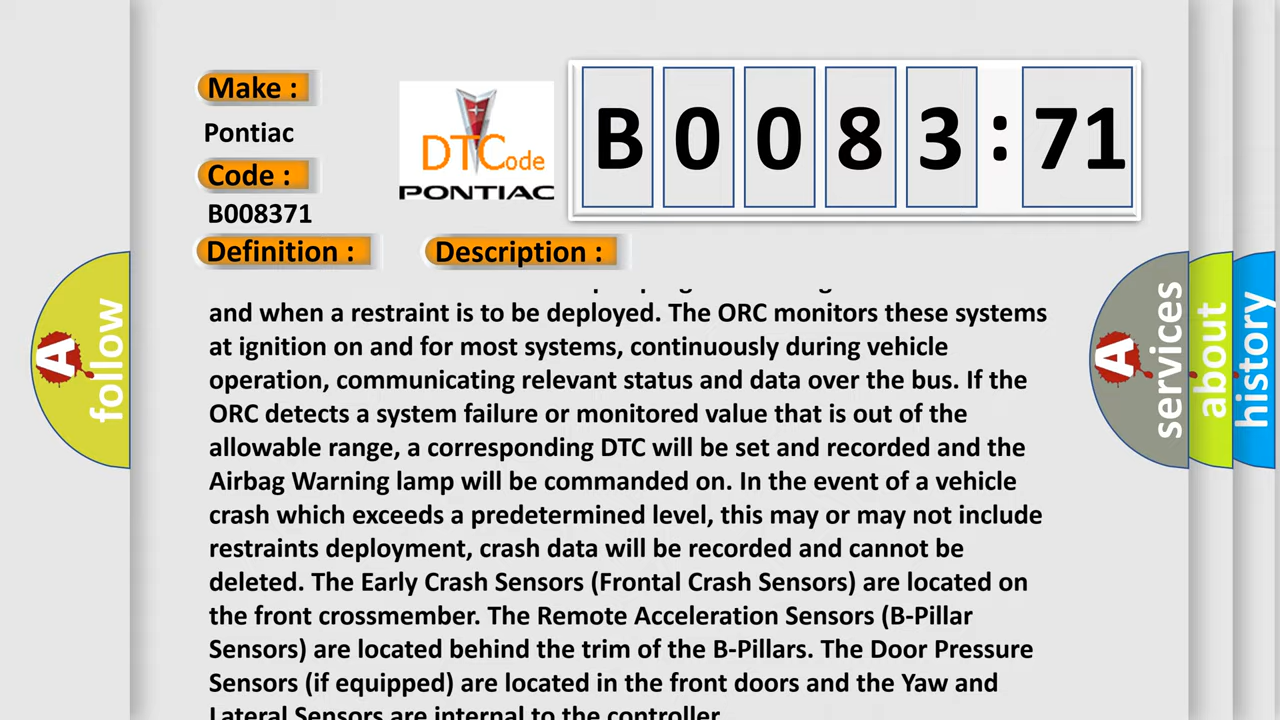 Make :
Pontiac
Code :
B008371
Definition :
Description :
DTCode
PONTIAC
B 0 0 8 3 : 71
and when a restraint is to be deployed. The ORC monitors these systems
at ignition on and for most systems, continuously during vehicle
operation, communicating relevant status and data over the bus. If the
ORC detects a system failure or monitored value that is out of the
allowable range, a corresponding DTC will be set and recorded and the
Airbag Warning lamp will be commanded on. In the event of a vehicle
crash which exceeds a predetermined level, this may or may not include
restraints deployment, crash data will be recorded and cannot be
deleted. The Early Crash Sensors (Frontal Crash Sensors) are located on
the front crossmember. The Remote Acceleration Sensors (B-Pillar
Sensors) are located behind the trim of the B-Pillars. The Door Pressure
Sensors (if equipped) are located in the front doors and the Yaw and
Lateral Sensors are internal to the controller.
A follow
A services
about
history